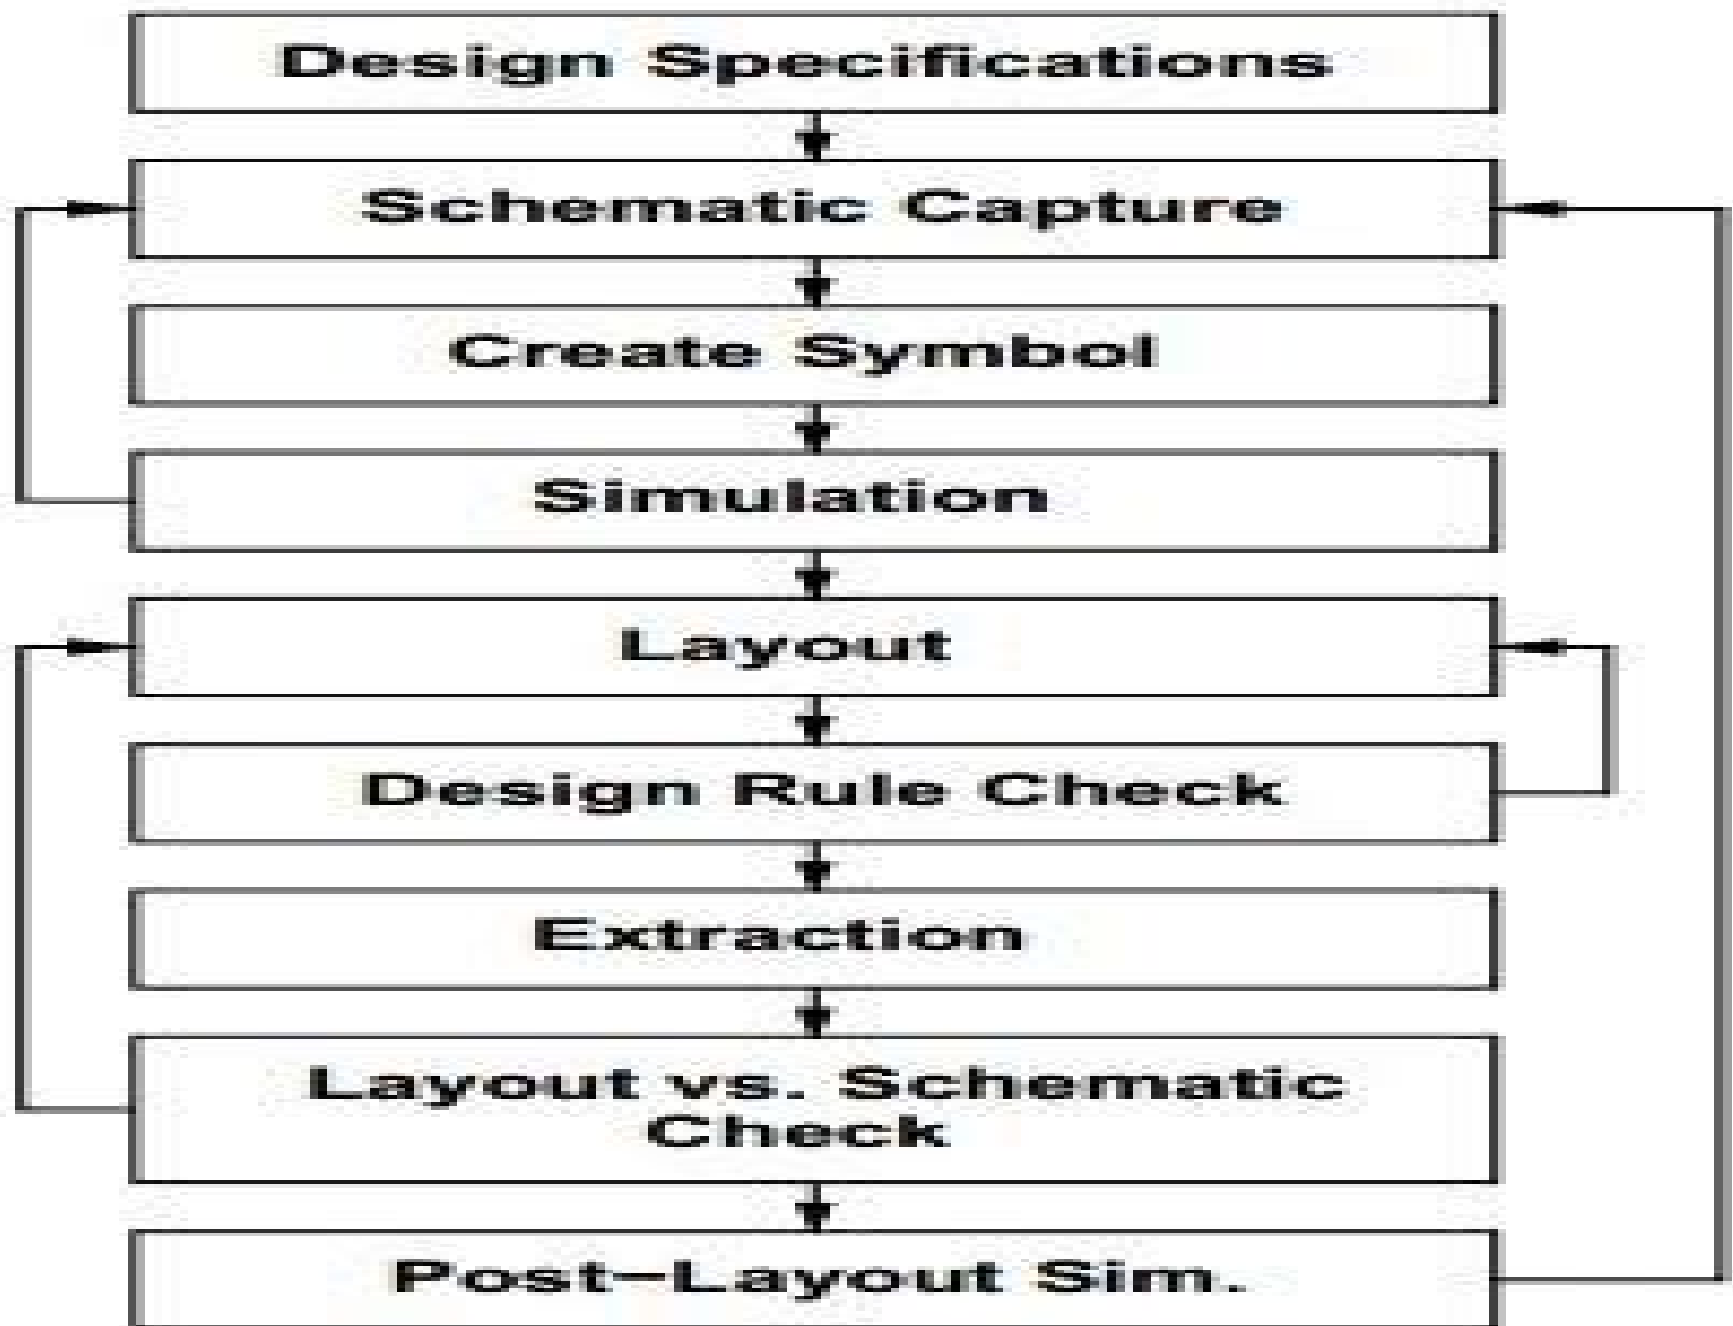 Design Specifications
Schematic Capture
Create Symbol
Simulation
Layout
Design Rule Check
Extraction
Layout vs. Schematic
Check
Post-Layout Sim.